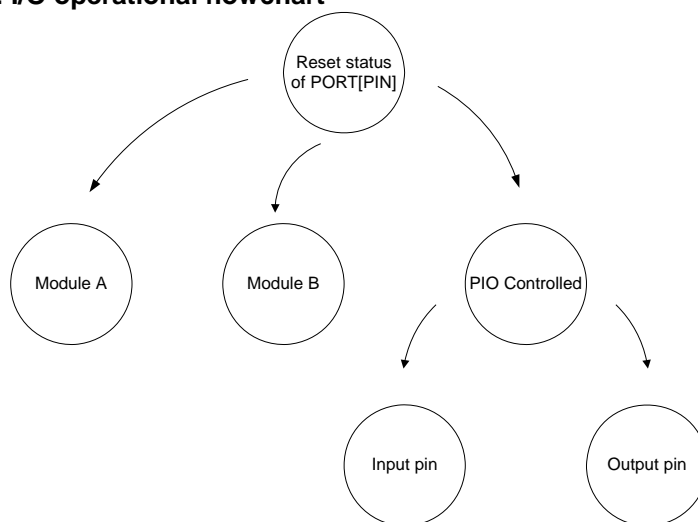 I/O operational flowchart
Reset status
of PORT[PIN]
Module A
Module B
PIO Controlled
Input pin
Output pin